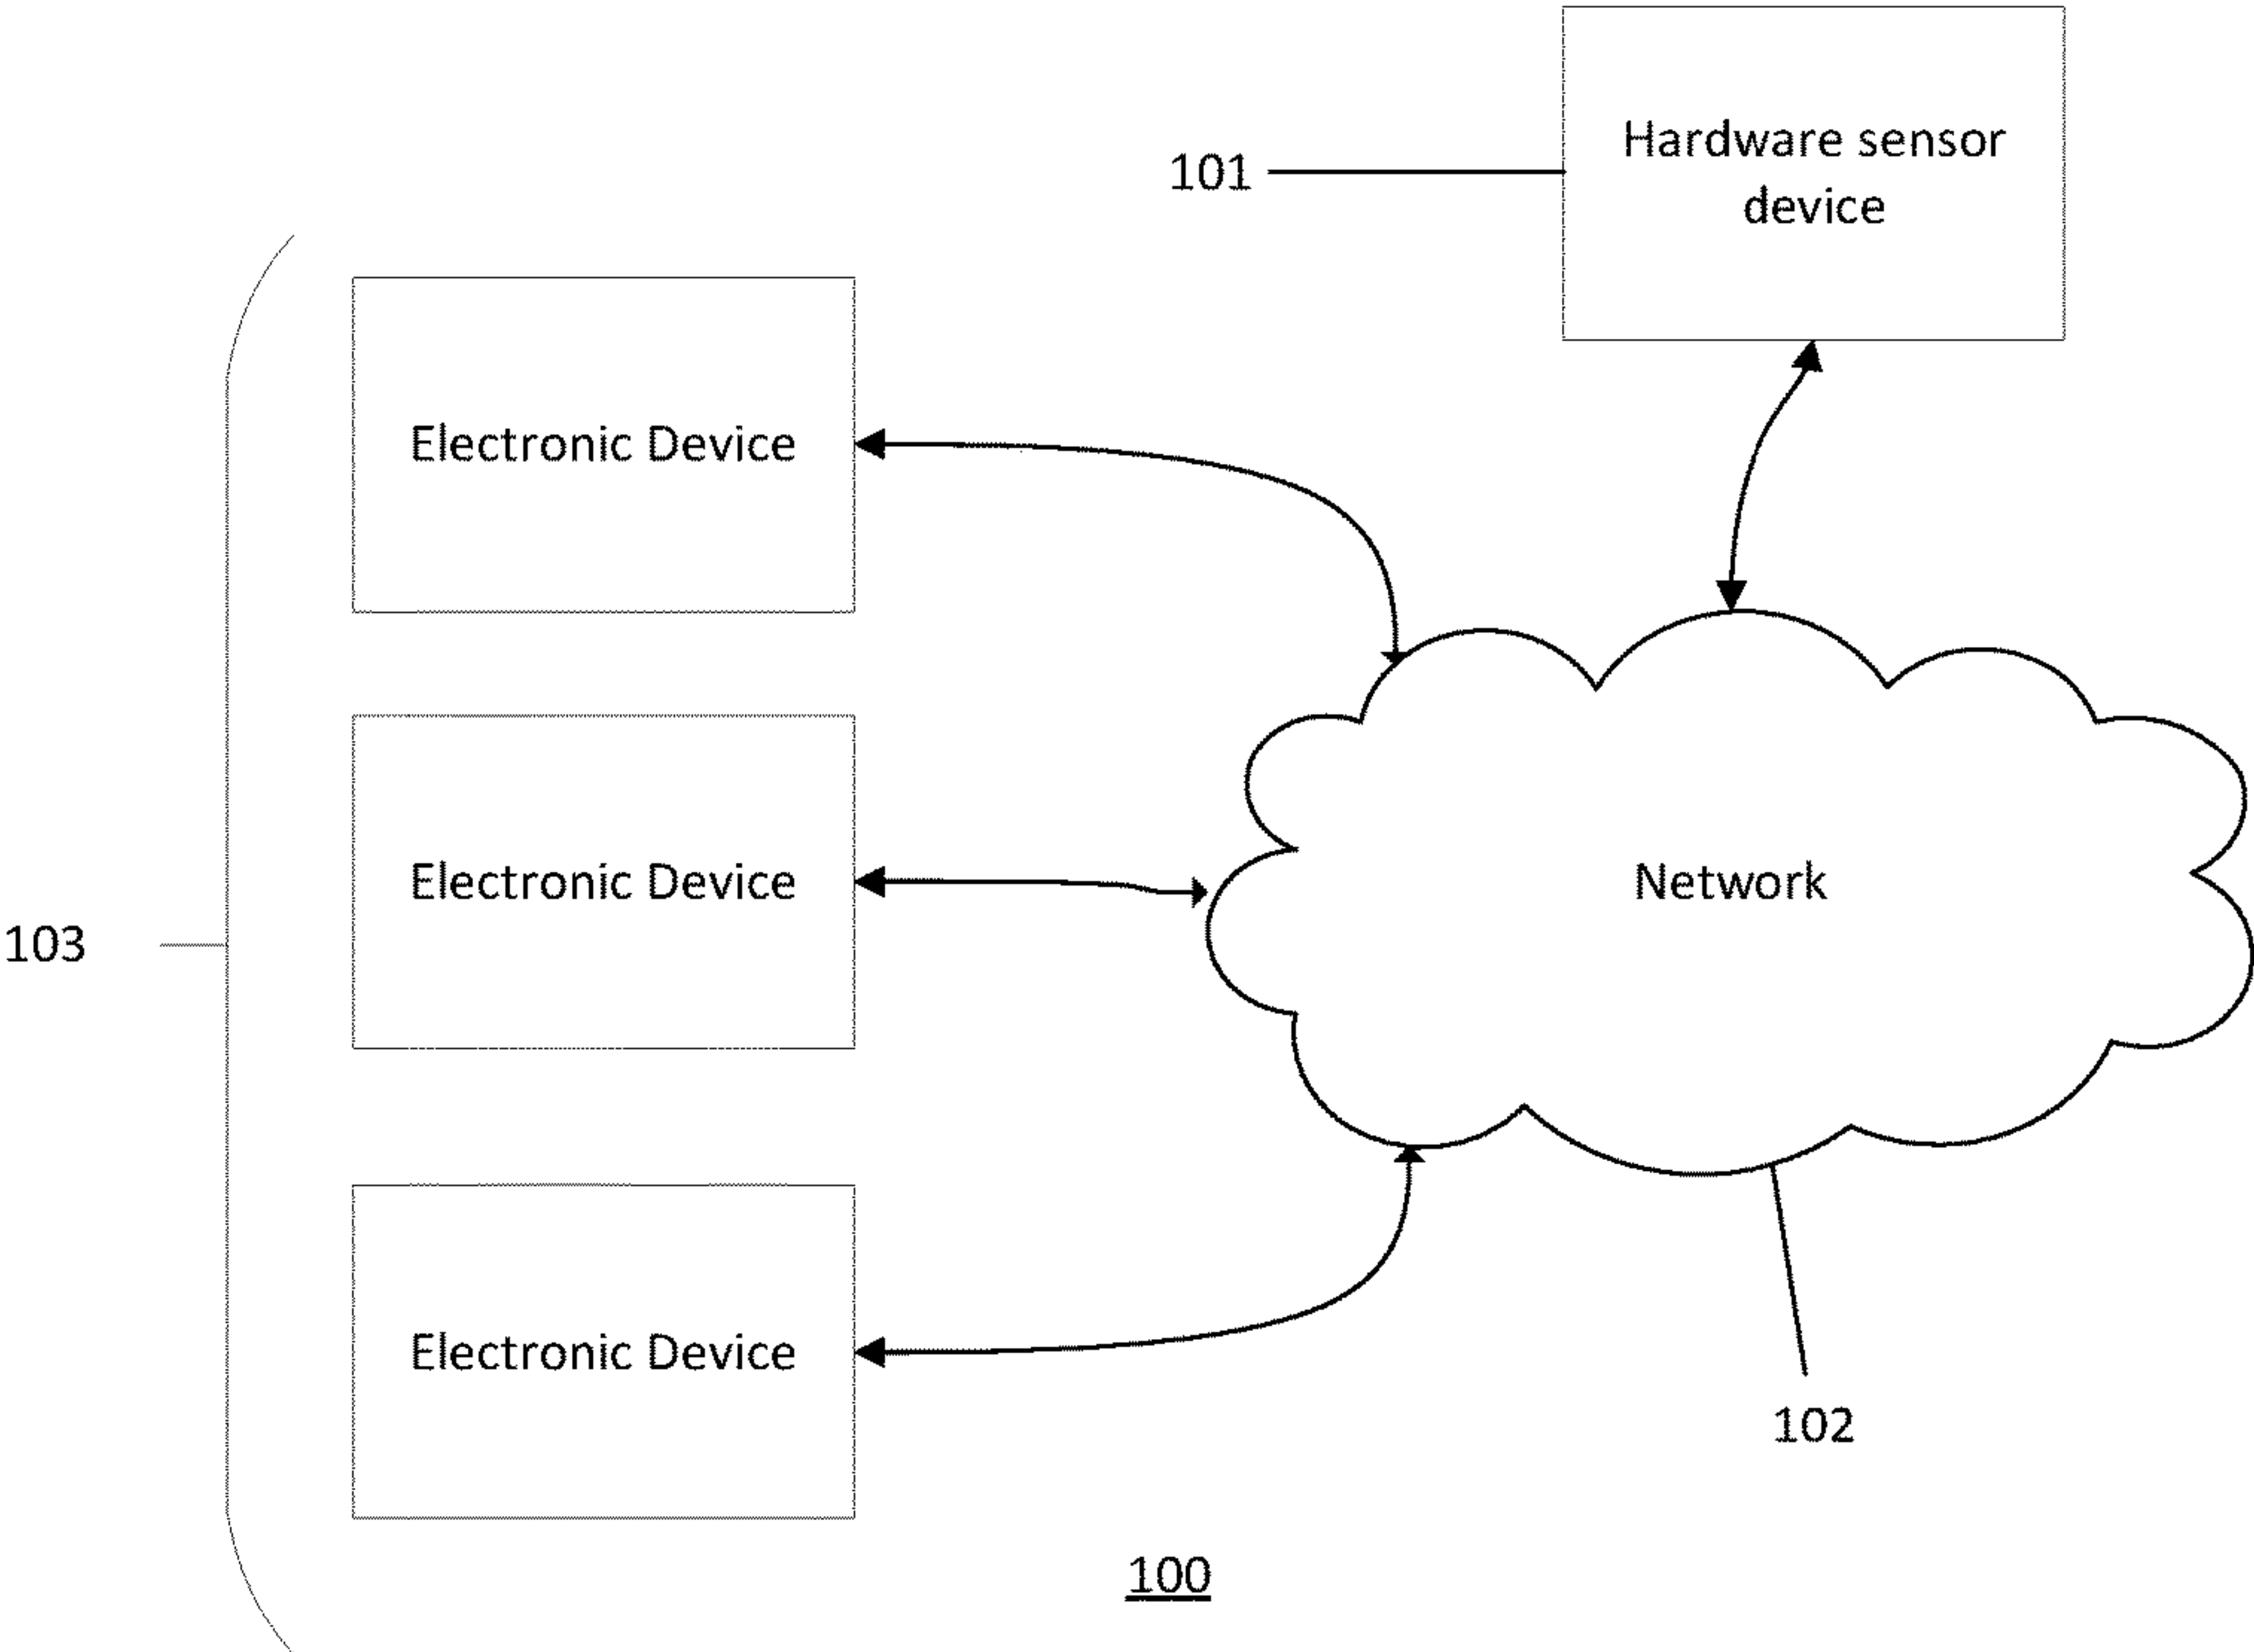 Hardware sensor
device
101
Electronic Device
Electronic Device
Network
103
Electronic Device
102
100